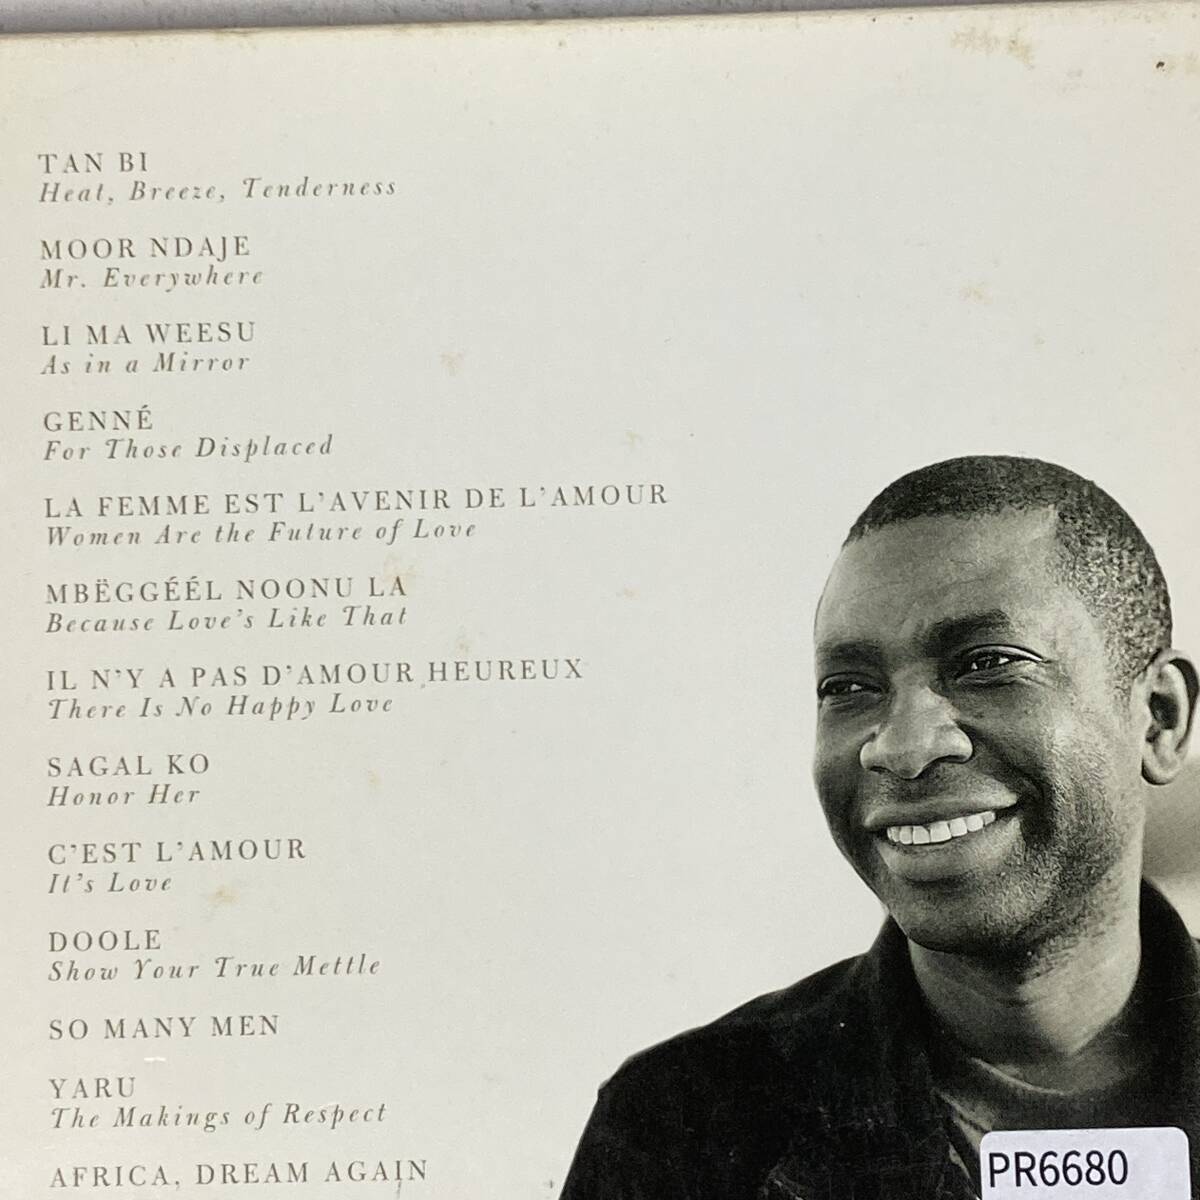 TAN BI
Heat, Breeze, Tenderness
MOOR NDAJE
Mr. Everywhere
LI MA WEESU
As in a Mirror
GENNÉ
For Those Displaced
LA FEMME EST L'AVENIR DE L'AMOUR
Women Are the Future of Love
MBËGGÉÉL NOONU LA
Because Love's Like That
IL N'Y A PAS D'AMOUR HEUREUX
There Is No Happy Love
SAGAL KO
Honor Her
C'EST L'AMOUR
It's Love
DOOLE
Show Your True Mettle
SO MANY MEN
YARU
The Makings of Respect
AFRICA, DREAM AGAIN
PR6680